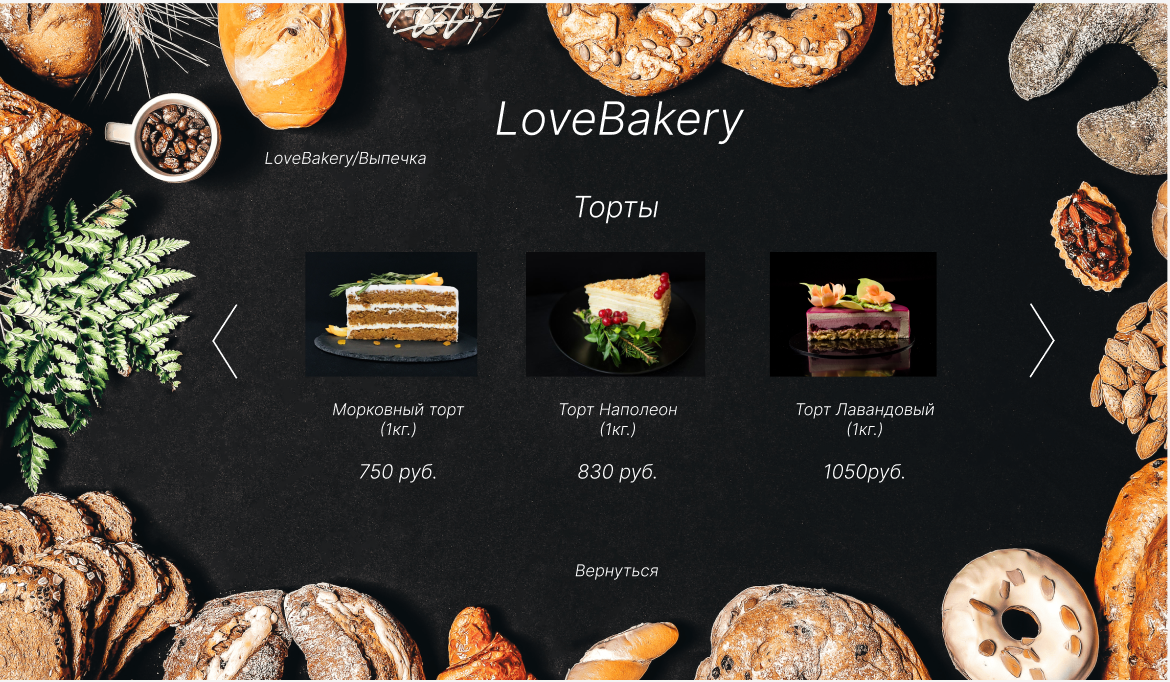 LoveBakery
LoveBakery/Выпечка
Торты
Морковный торт
(1кг.)
750 руб.
Торт Наполеон
(1кг.)
830 руб.
Торт Лавандовый
(1кг.)
1050руб.
Вернуться